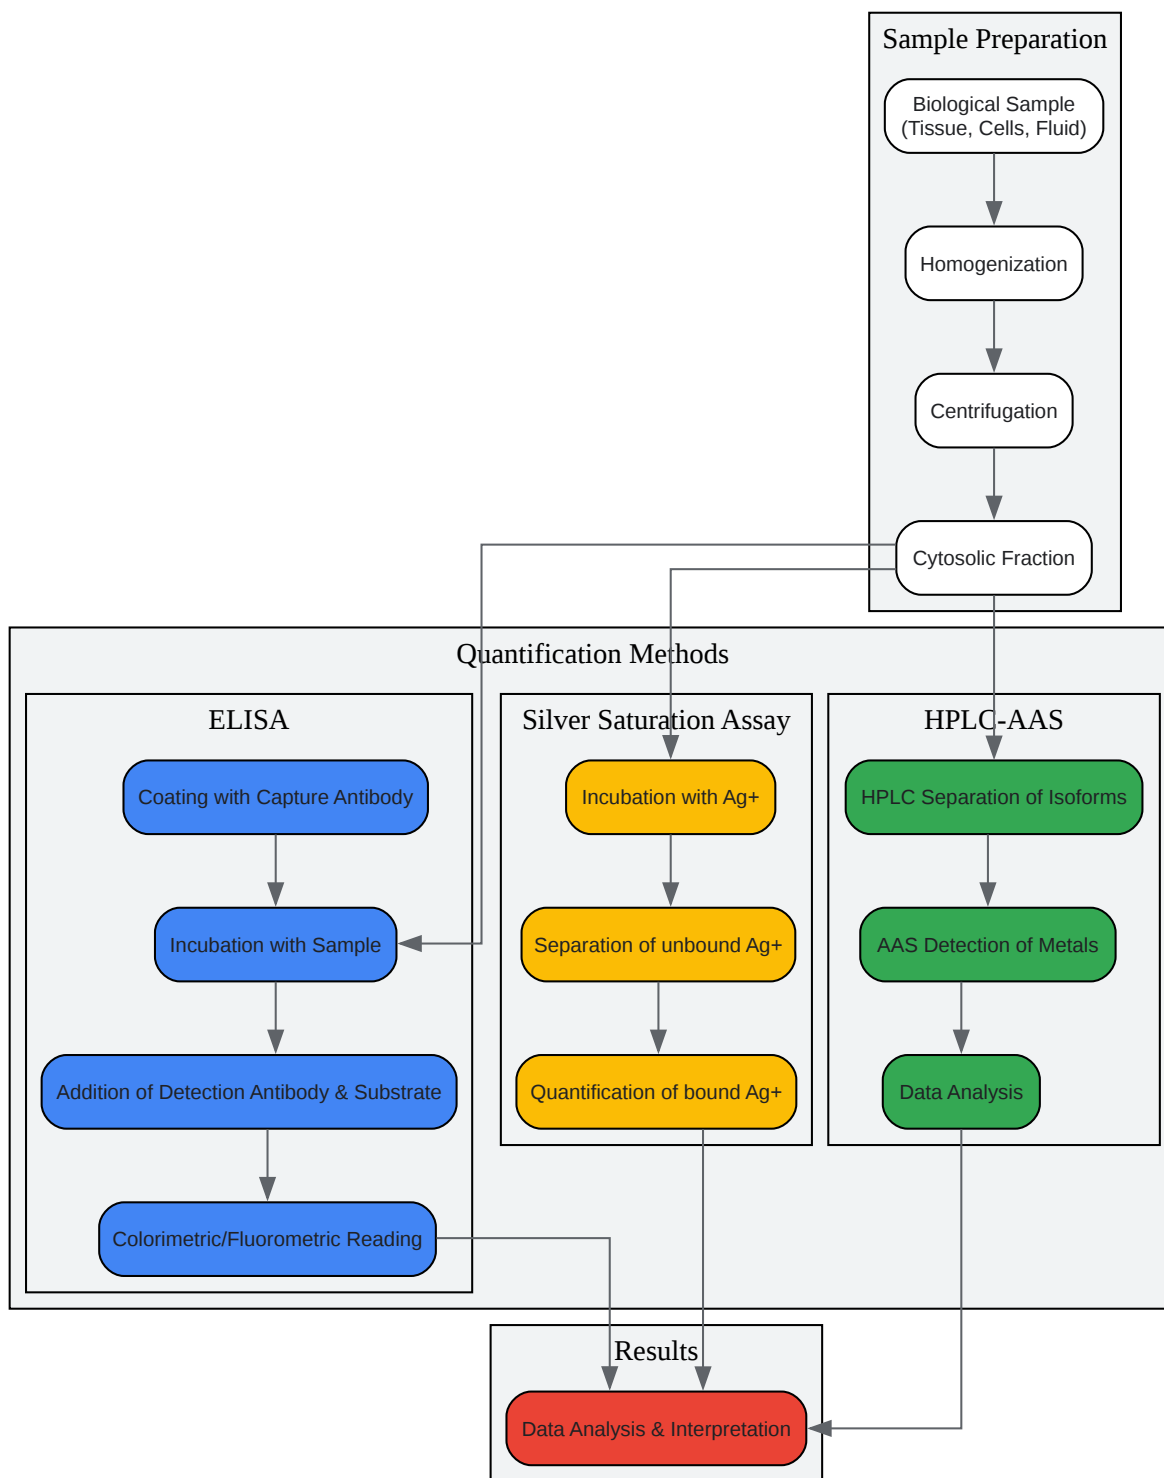 Sample Preparation
Biological Sample
(Tissue, Cells, Fluid)
Homogenization
Centrifugation
Cytosolic Fraction
Quantification Methods
ELISA
Coating with Capture Antibody
Incubation with Sample
Addition of Detection Antibody & Substrate
Colorimetric/Fluorometric Reading
Silver Saturation Assay
Incubation with Ag+
Separation of unbound Ag+
Quantification of bound Ag+
HPLC-AAS
HPLC Separation of Isoforms
AAS Detection of Metals
Data Analysis
Results
Data Analysis & Interpretation